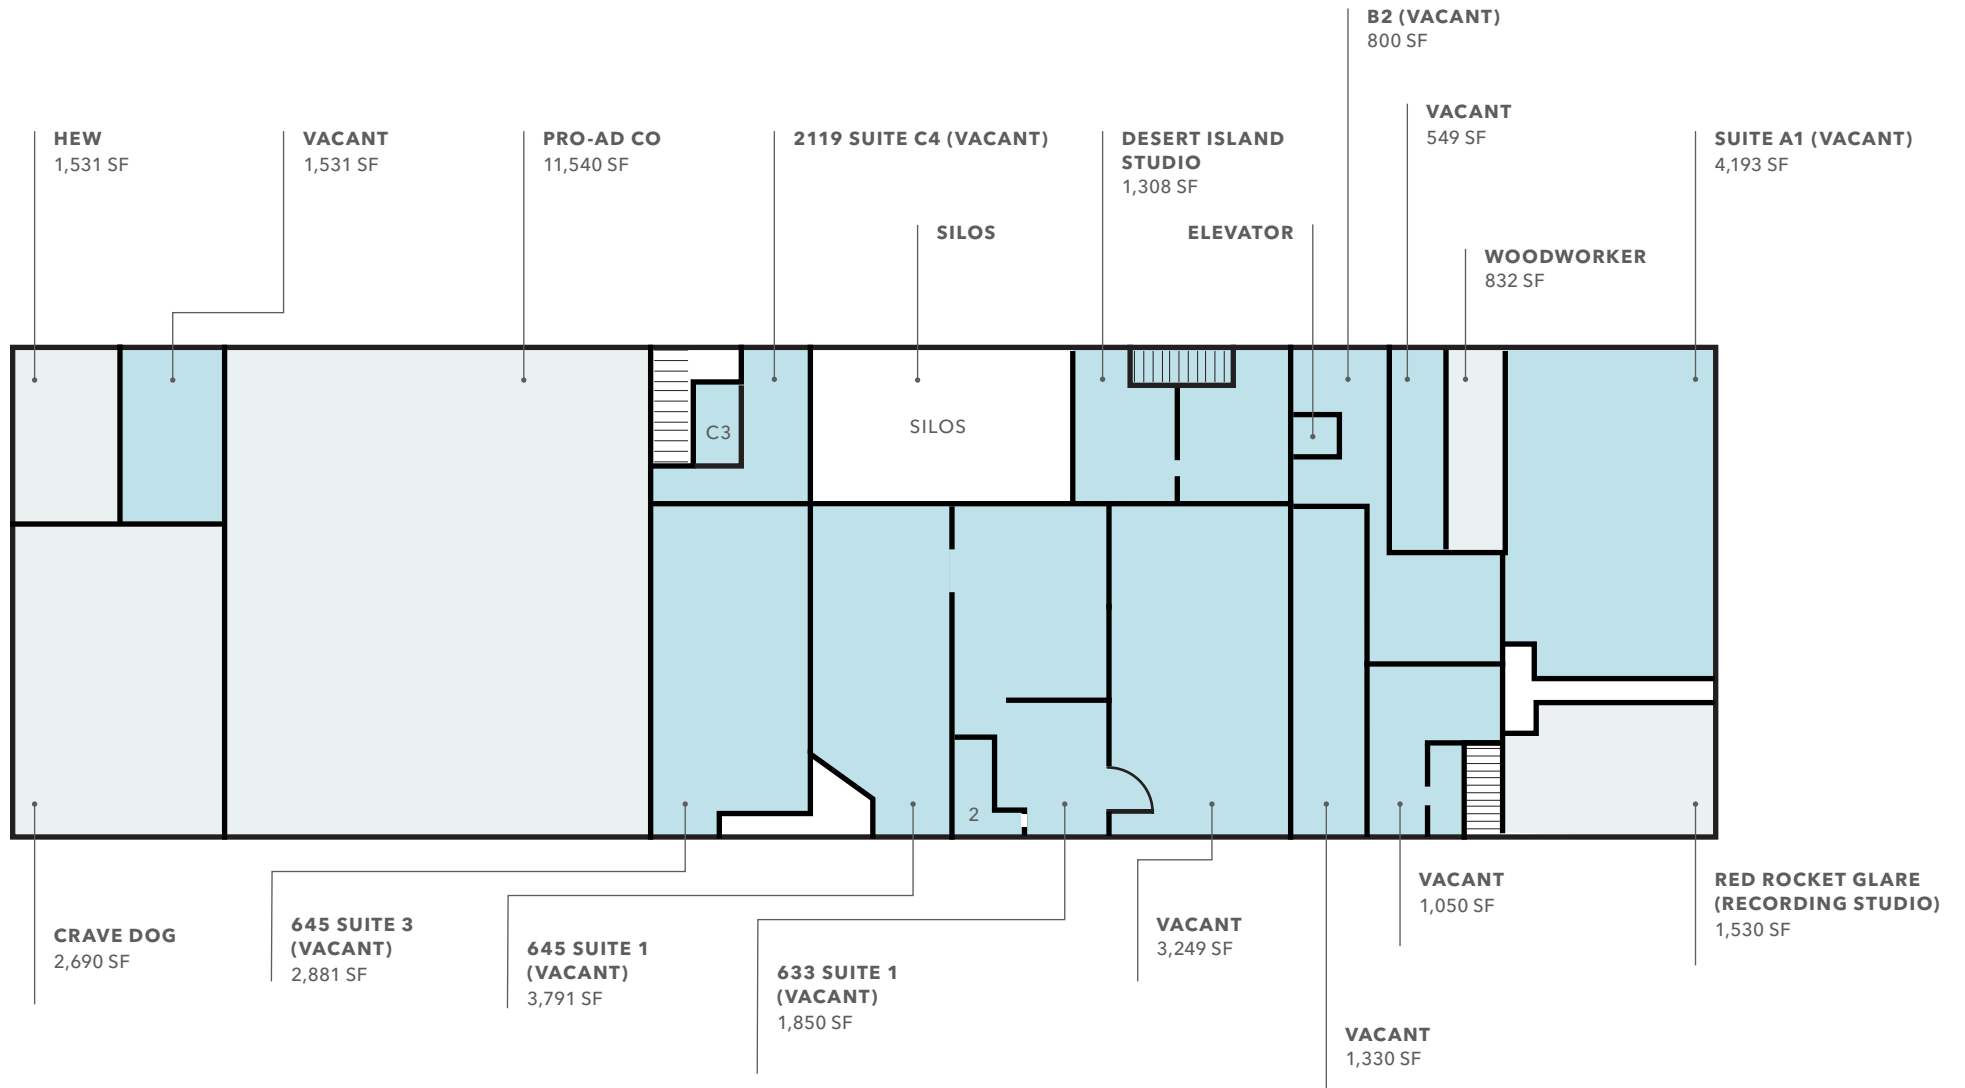 B2 (VACANT)
800 SF
VACANT
549 SF
HEW
1,531 SF
VACANT
1,531 SF
PRO-AD CO
11,540 SF
2119 SUITE C4 (VACANT)
DESERT ISLAND
STUDIO
1,308 SF
SUITE A1 (VACANT)
4,193 SF
SILOS
ELEVATOR
WOODWORKER
832 SF
C3
SILOS
2
CRAVE DOG
2,690 SF
645 SUITE 3
(VACANT)
2,881 SF
645 SUITE 1
(VACANT)
3,791 SF
633 SUITE 1
(VACANT)
1,850 SF
VACANT
3,249 SF
VACANT
1,330 SF
VACANT
1,050 SF
RED ROCKET GLARE
(RECORDING STUDIO)
1,530 SF